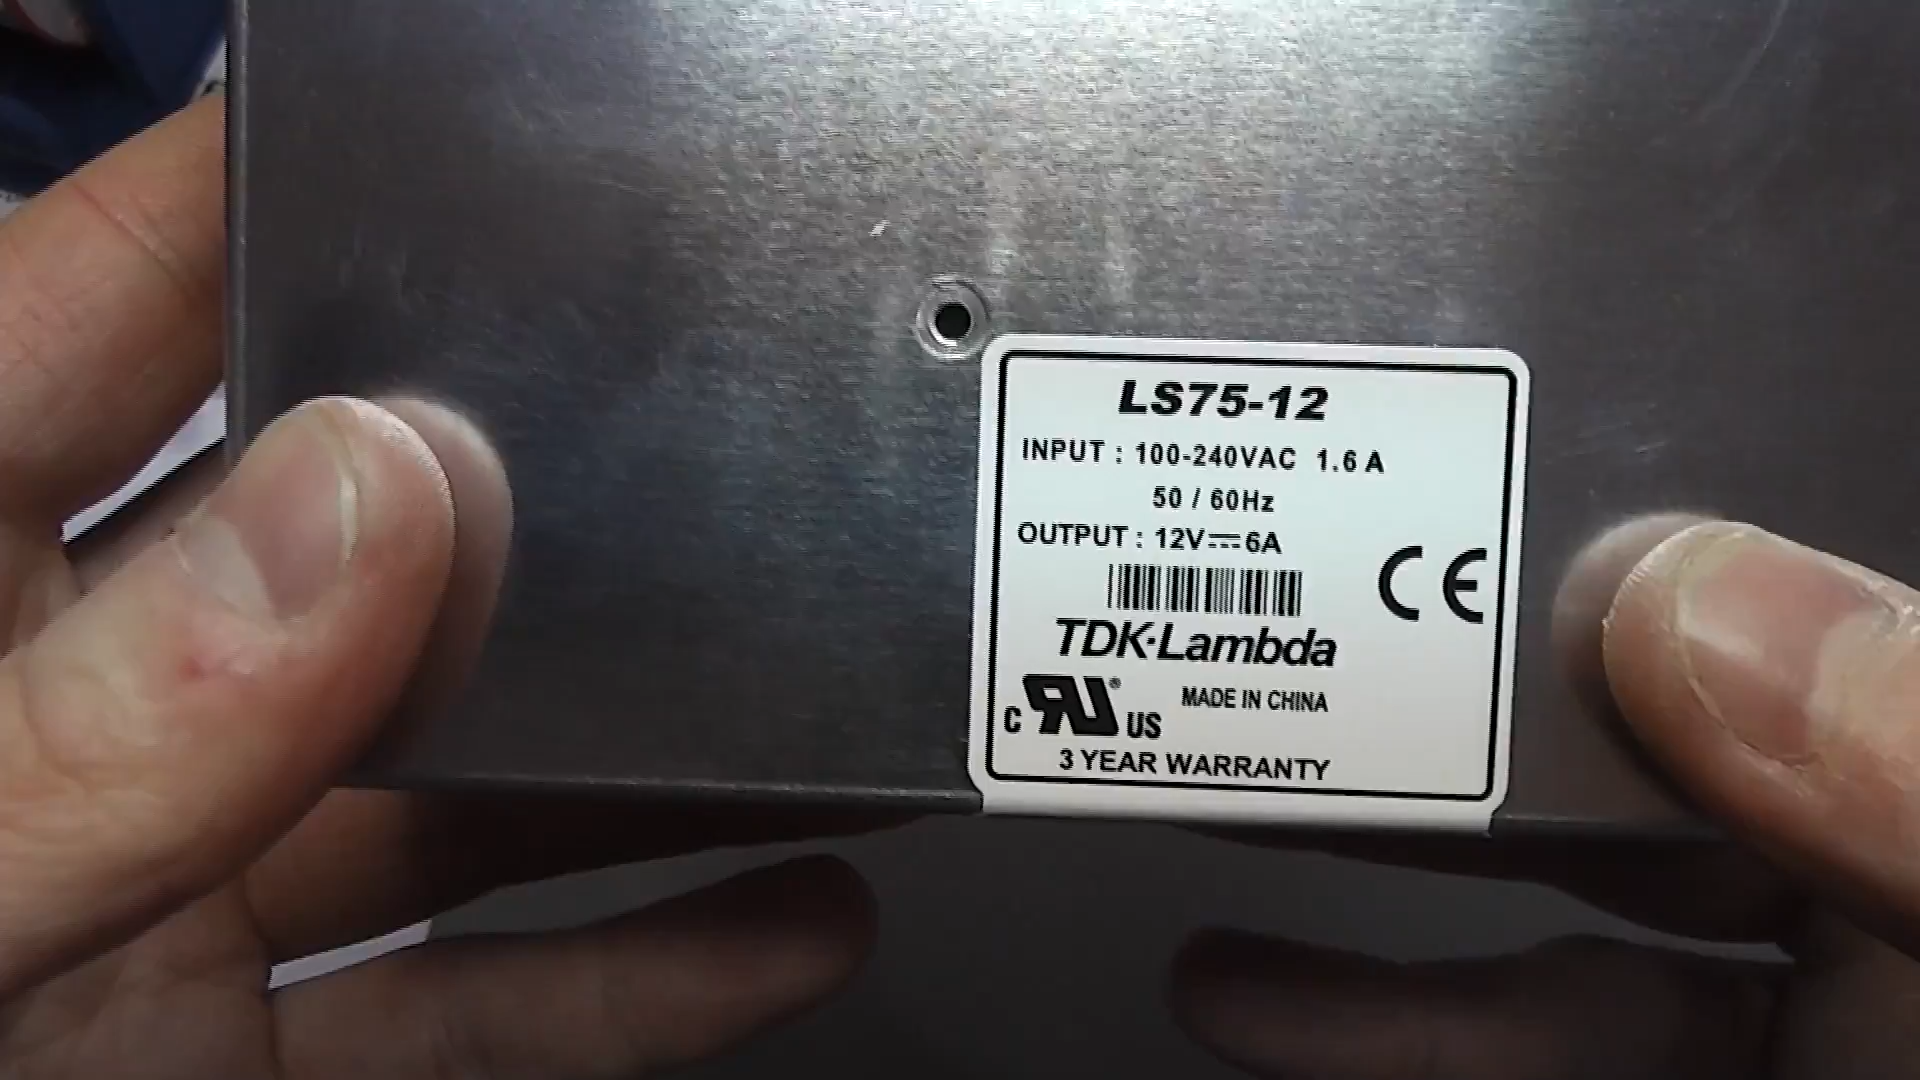 LS75-12
INPUT : 100-240VAC 1.6 A
50 / 60Hz
OUTPUT : 12V⎓6A
CE
TDK·Lambda
C RU® US
MADE IN CHINA
3 YEAR WARRANTY